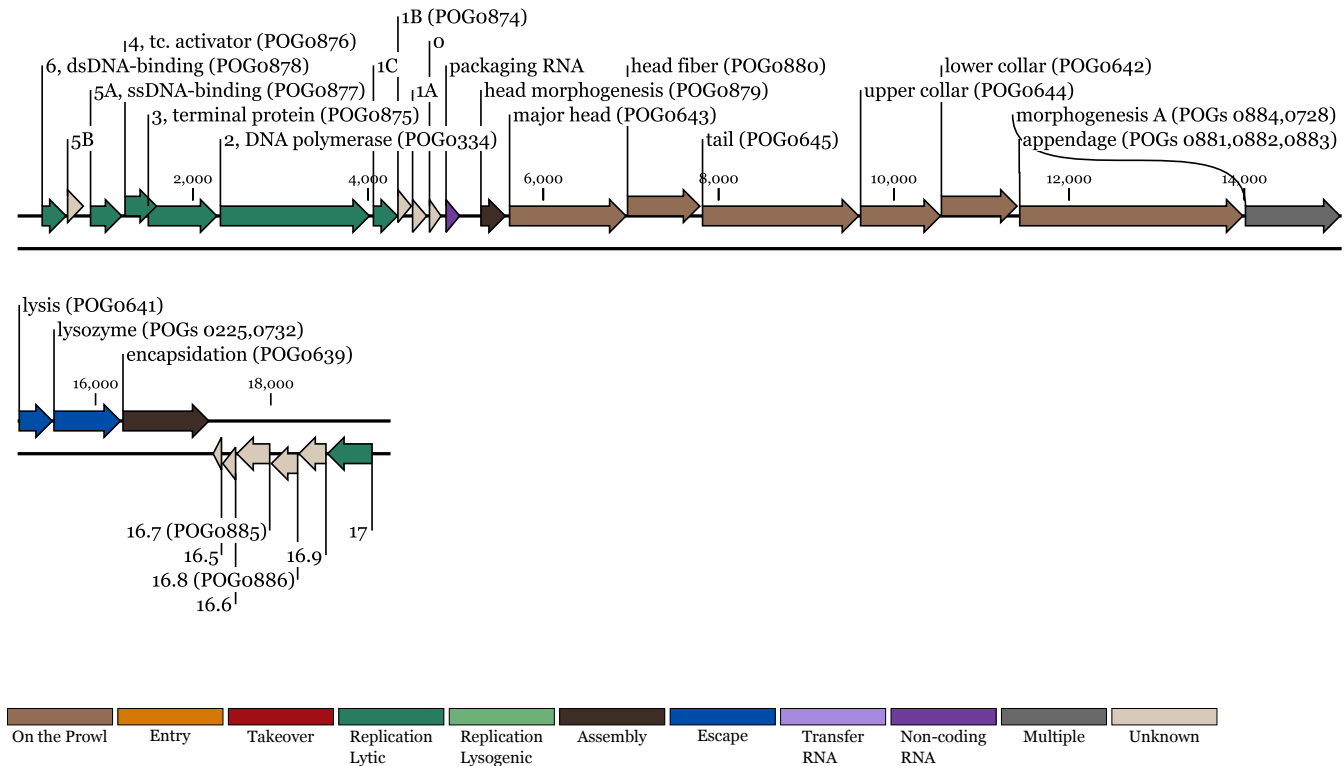 1B (POG0874)
4, tc. activator (POG0876)
0
6, dsDNA-binding (POG0878)
1C
packaging RNA
head fiber (POG0880)
lower collar (POG0642)
5A, ssDNA-binding (POG0877)
1A
head morphogenesis (POG0879)
upper collar (POG0644)
3, terminal protein (POG0875)
major head (POG0643)
morphogenesis A (POGs 0884,0728)
5B
2, DNA polymerase (POG0334)
tail (POG0645)
appendage (POGs 0881,0882,0883)
2,000
4,000
6,000
8,000
10,000
12,000
14,000
lysis (POG0641)
lysozyme (POGs 0225,0732)
encapsidation (POG0639)
16,000
18,000
16.7 (POG0885)
17
16.5
16.9
16.8 (POG0886)
16.6
On the Prowl
Entry
Takeover
Replication
Lytic
Replication
Lysogenic
Assembly
Escape
Transfer
RNA
Non-coding
RNA
Multiple
Unknown